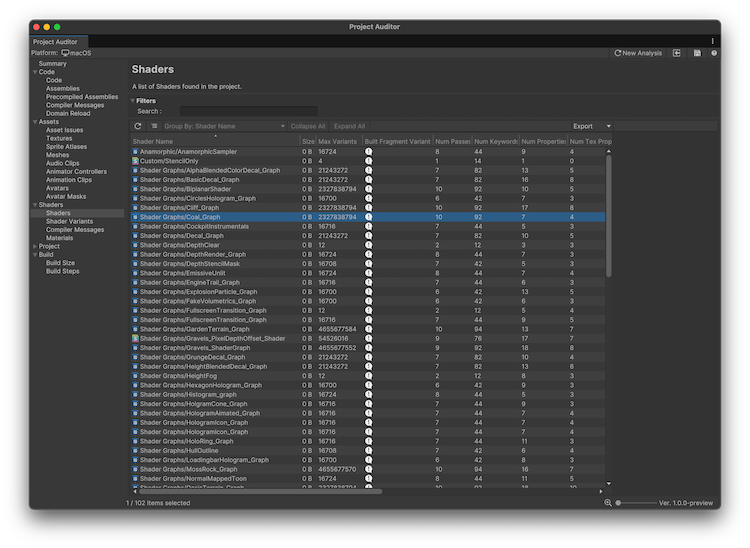 Project Auditor
Project Auditor
Platform: macOS New Analysis
Summary
Code
Code
Assemblies
Precompiled Assemblies
Compiler Messages
Domain Reload
Assets
Asset Issues
Textures
Sprite Atlases
Meshes
Audio Clips
Animator Controllers
Animation Clips
Avatars
Avatar Masks
Shaders
Shaders
Shader Variants
Compiler Messages
Materials
Project
Build
Build Size
Build Steps
Shaders
A list of Shaders found in the project.
Filters
Search :
Group By: Shader Name Collapse All Expand All Export
Shader Name Size Max Variants Built Fragment Variant Num Passes Num Keywords Num Properties Num Tex Prop
Anamorphic/AnamorphicSampler 0 B 16724 8 44 9 4
Custom/StencilOnly 0 B 4 1 14 1 0
Shader Graphs/AlphaBlendedColorDecal_Graph 0 B 21243272 7 82 13 5
Shader Graphs/BasicDecal_Graph 0 B 21243272 7 82 16 8
Shader Graphs/BiplanarShader 0 B 2327838794 10 92 10 5
Shader Graphs/CirclesHologram_Graph 0 B 16700 6 42 7 3
Shader Graphs/Cliff_Graph 0 B 2327838794 10 92 17 8
Shader Graphs/Coal_Graph 0 B 2327838794 10 92 7 4
Shader Graphs/CockpitInstrumentals 0 B 16716 7 44 5 3
Shader Graphs/Decal_Graph 0 B 21243272 7 82 10 5
Shader Graphs/DepthClear 0 B 12 2 12 3 3
Shader Graphs/DepthRender_Graph 0 B 16724 8 44 7 3
Shader Graphs/DepthStencilMask 0 B 16708 7 42 5 3
Shader Graphs/EmissiveUnlit 0 B 16724 8 44 7 4
Shader Graphs/EngineTrail_Graph 0 B 16716 7 44 6 3
Shader Graphs/ExplosionParticle_Graph 0 B 16700 6 42 13 5
Shader Graphs/FakeVolumetrics_Graph 0 B 16700 6 42 6 3
Shader Graphs/FullscreenTransition_Graph 0 B 12 2 12 5 4
Shader Graphs/FullscreenTransition_Graph 0 B 16716 7 44 9 5
Shader Graphs/GardenTerrain_Graph 0 B 4655677584 10 94 13 7
Shader Graphs/Gravels_PixelDepthOffset_Shader 0 B 54526016 9 76 17 7
Shader Graphs/Gravels_ShaderGraph 0 B 4655677552 9 92 18 8
Shader Graphs/GrungeDecal_Graph 0 B 21243272 7 82 10 4
Shader Graphs/HeightBlendedDecal_Graph 0 B 21243272 7 82 13 6
Shader Graphs/HeightFog 0 B 12 2 12 8 3
Shader Graphs/HexagonHologram_Graph 0 B 16700 6 42 9 3
Shader Graphs/Histogram_graph 0 B 16724 8 44 5 5
Shader Graphs/HologramCone_Graph 0 B 16716 7 44 9 3
Shader Graphs/HologramAimated_Graph 0 B 16716 7 44 7 4
Shader Graphs/HologramIcon_Graph 0 B 16716 7 44 7 4
Shader Graphs/HologramIcon_Graph 0 B 16716 7 44 7 4
Shader Graphs/HoloRing_Graph 0 B 16716 7 44 11 3
Shader Graphs/HullOutline 0 B 16708 7 42 6 4
Shader Graphs/LoadingbarHologram_Graph 0 B 16700 6 42 8 3
Shader Graphs/MossRock_Graph 0 B 4655677570 10 94 16 7
Shader Graphs/NormalMappedToon 0 B 16724 8 44 11 5
1 / 102 Items selected Ver. 1.0.0-preview